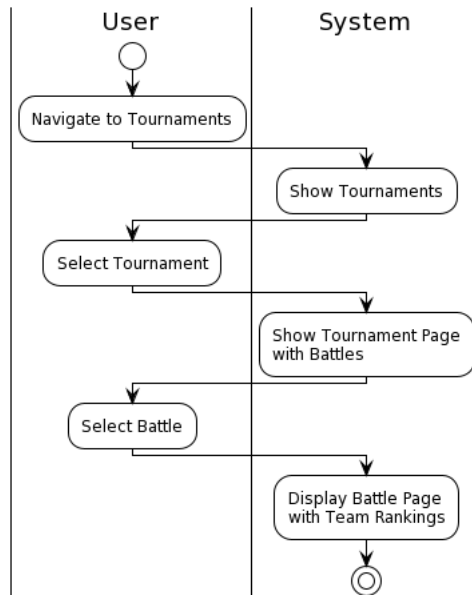 User
System
Navigate to Tournaments
Show Tournaments
Select Tournament
Show Tournament Page
with Battles
Select Battle
Display Battle Page
with Team Rankings